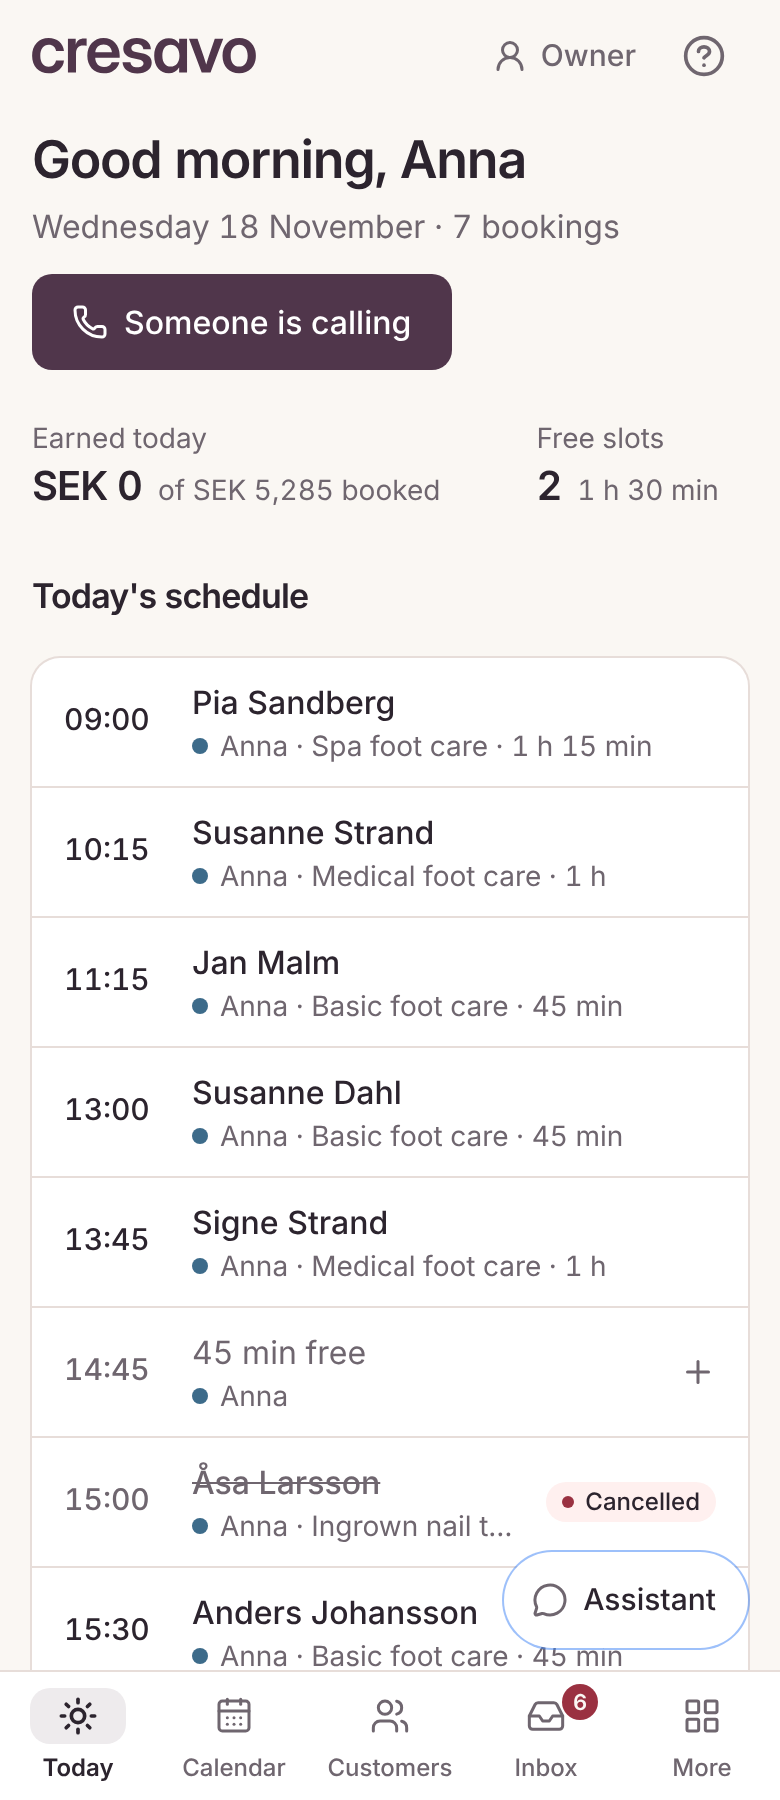 cresavo
Owner
Good morning, Anna
Wednesday 18 November · 7 bookings
Someone is calling
Earned today
SEK 0 of SEK 5,285 booked
Free slots
2 1 h 30 min
Today's schedule
09:00 Pia Sandberg
Anna · Spa foot care · 1 h 15 min
10:15 Susanne Strand
Anna · Medical foot care · 1 h
11:15 Jan Malm
Anna · Basic foot care · 45 min
13:00 Susanne Dahl
Anna · Basic foot care · 45 min
13:45 Signe Strand
Anna · Medical foot care · 1 h
14:45 45 min free
Anna
15:00 Åsa Larsson
Anna · Ingrown nail t...
Cancelled
15:30 Anders Johansson
Anna · Basic foot care · 45 min
Assistant
6
Today Calendar Customers Inbox More